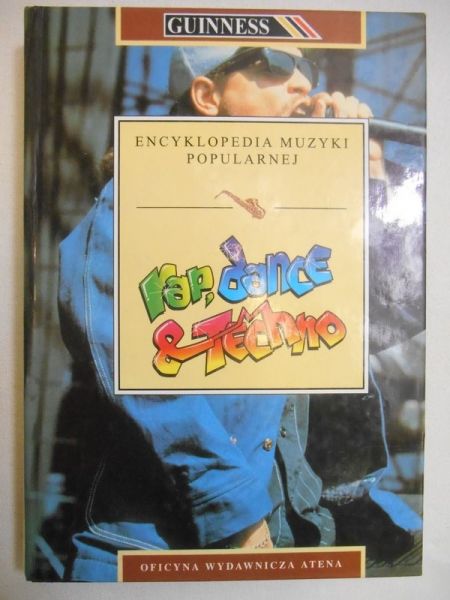 GUINNESS
ENCYKLOPEDIA MUZYKI
POPULARNEJ
rap, dance
& Techno
OFICYNA WYDAWNICZA ATENA